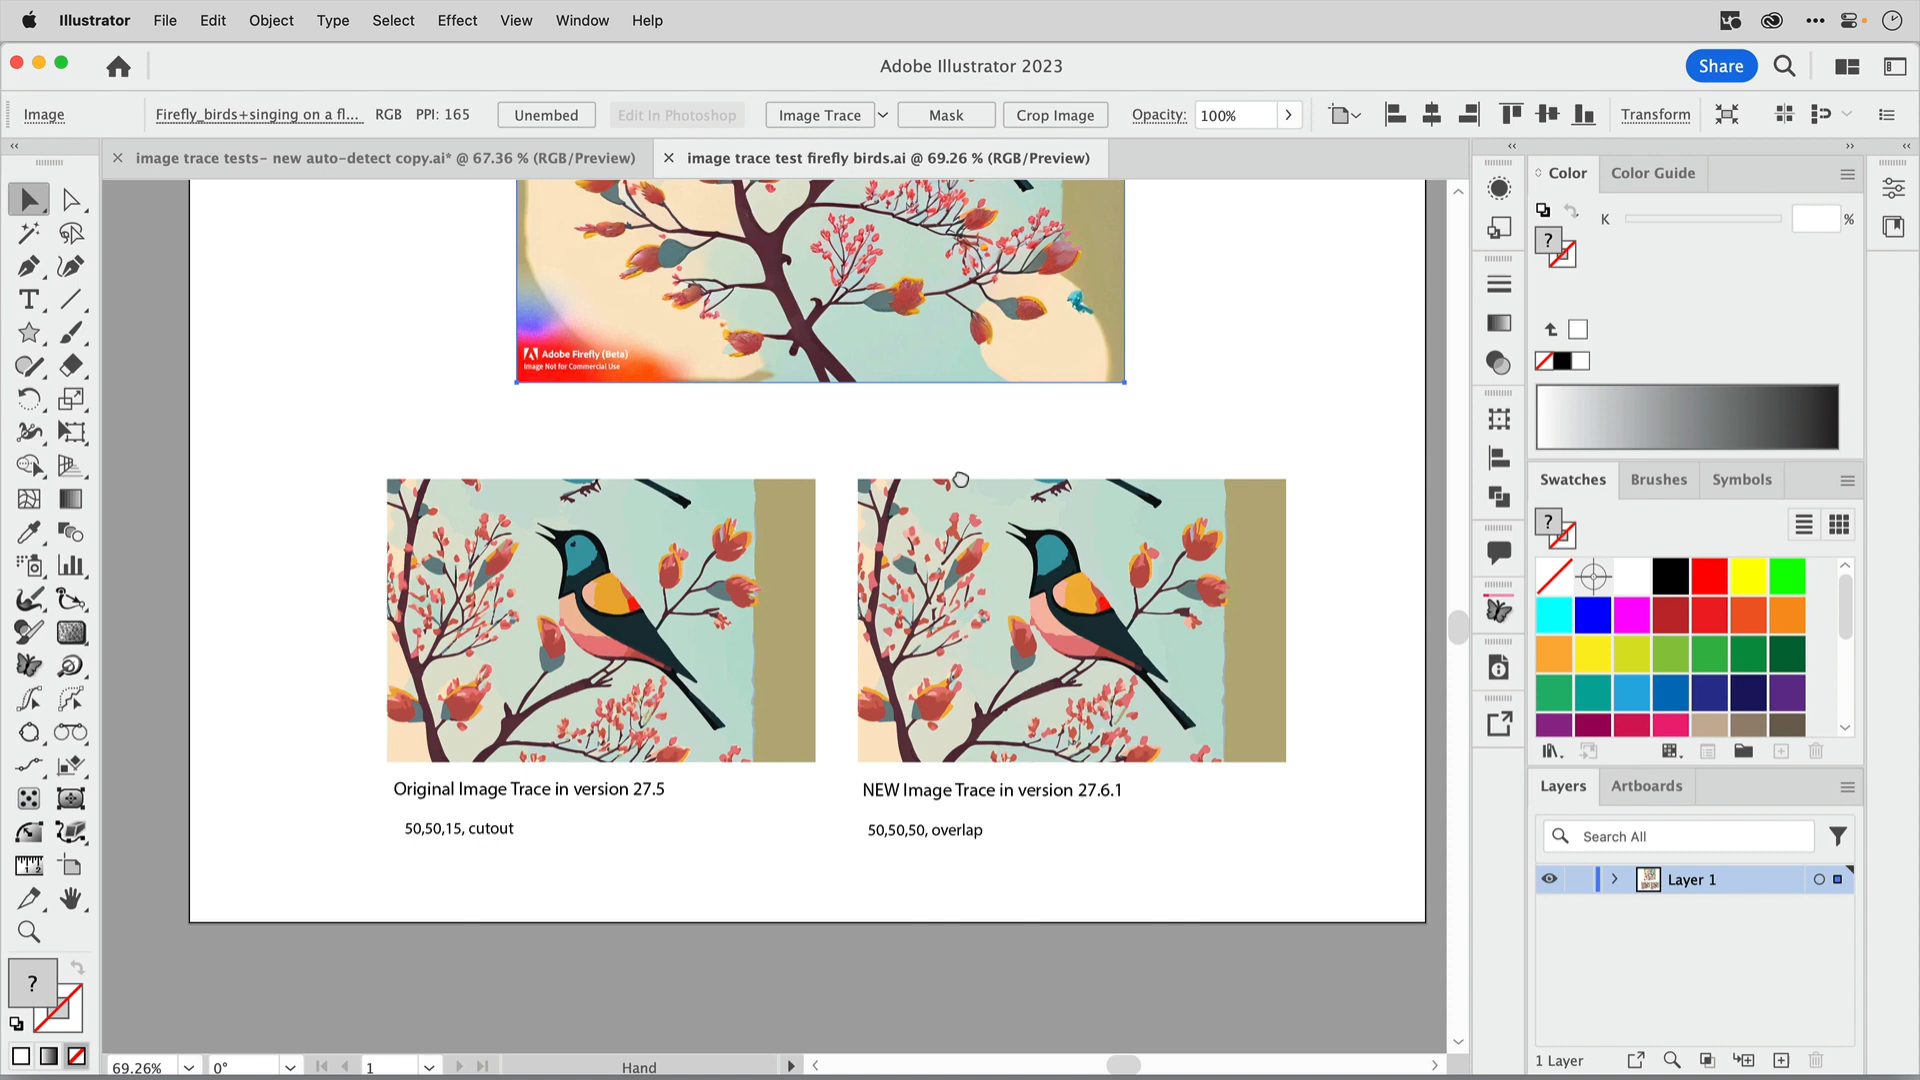 Illustrator File Edit Object Type Select Effect View Window Help
Adobe Illustrator 2023
Share
Image
Firefly_birds+singing on a fl...
RGB PPI: 165
Unembed
Edit In Photoshop
Image Trace
Mask
Crop Image
Opacity: 100%
Transform
image trace tests- new auto-detect copy.ai* @ 67.36 % (RGB/Preview)
image trace test firefly birds.ai @ 69.26 % (RGB/Preview)
Color
Color Guide
K
%
?
Adobe Firefly (Beta)
Image Not for Commercial Use
Swatches
Brushes
Symbols
?
Original Image Trace in version 27.5
50,50,15, cutout
NEW Image Trace in version 27.6.1
50,50,50, overlap
Layers
Artboards
Search All
Layer 1
1 Layer
?
69.26%
0°
1
Hand